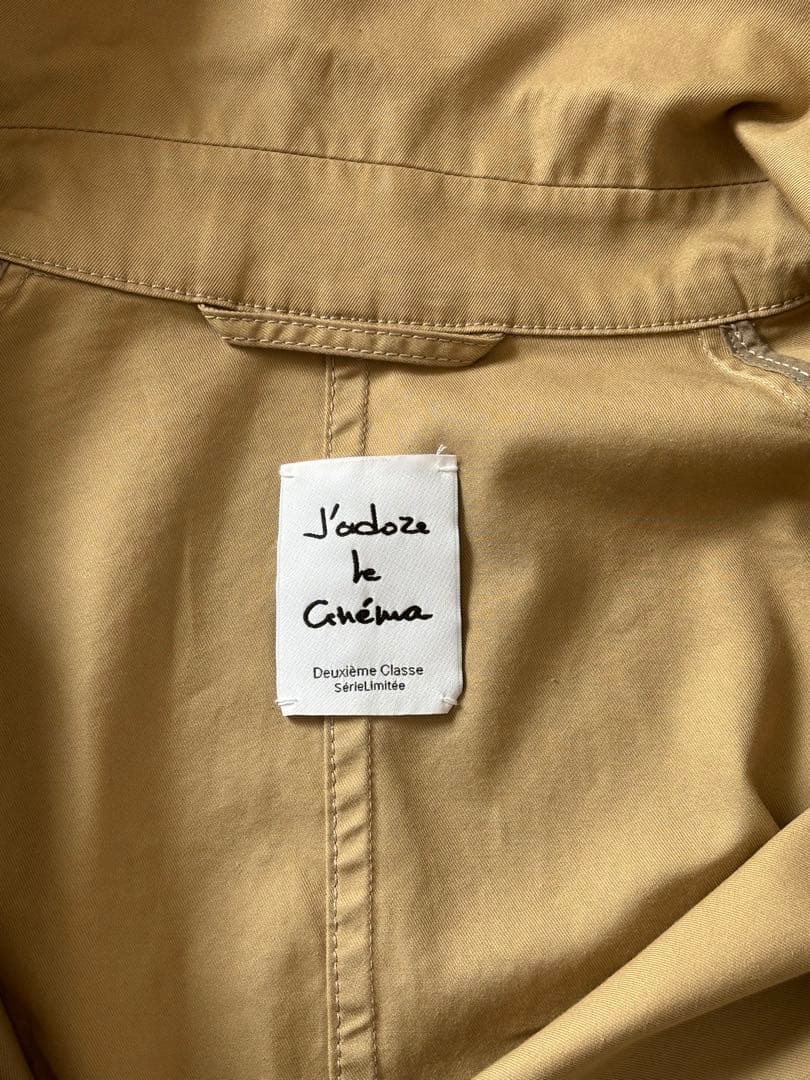 J'adore
le
Cinéma
Deuxième Classe
SérieLimitée